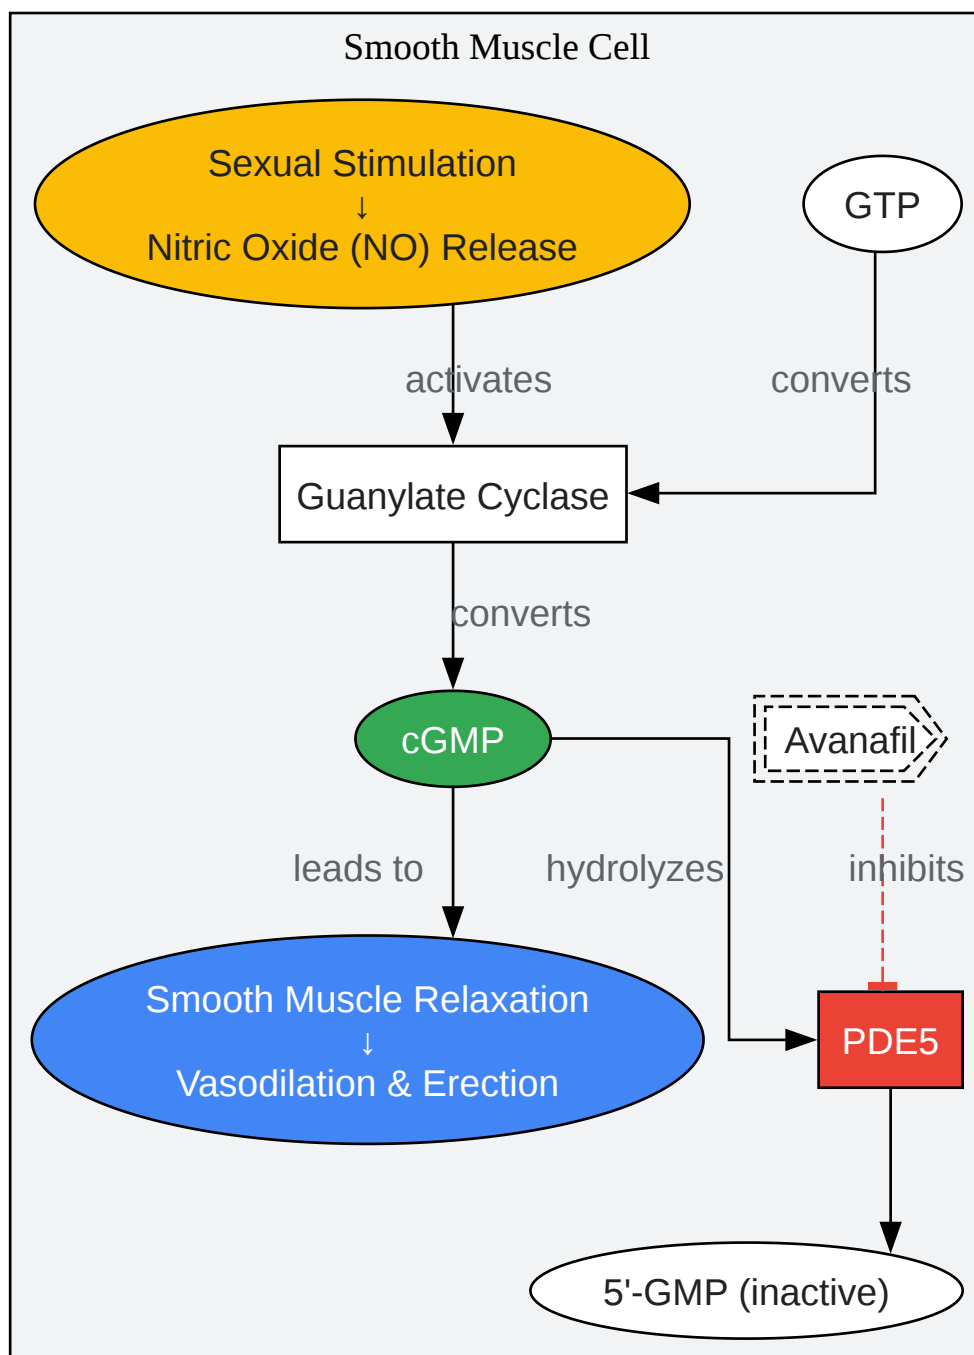 Smooth Muscle Cell
Sexual Stimulation
↓
Nitric Oxide (NO) Release
GTP
activates
converts
Guanylate Cyclase
converts
cGMP
Avanafil
leads to
hydrolyzes
inhibits
Smooth Muscle Relaxation
↓
Vasodilation & Erection
PDE5
5'-GMP (inactive)